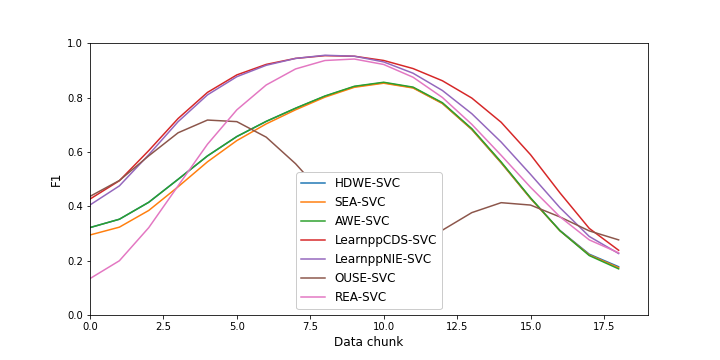 1.0
0.8
0.6
0.4
0.2
0.0
F1
HDWE-SVC
SEA-SVC
AWE-SVC
LearnppCDS-SVC
LearnppNIE-SVC
OUSE-SVC
REA-SVC
0.0 2.5 5.0 7.5 10.0 12.5 15.0 17.5
Data chunk